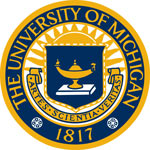 THE UNIVERSITY OF MICHIGAN
ARTES SCIENTIA VERITAS
1817